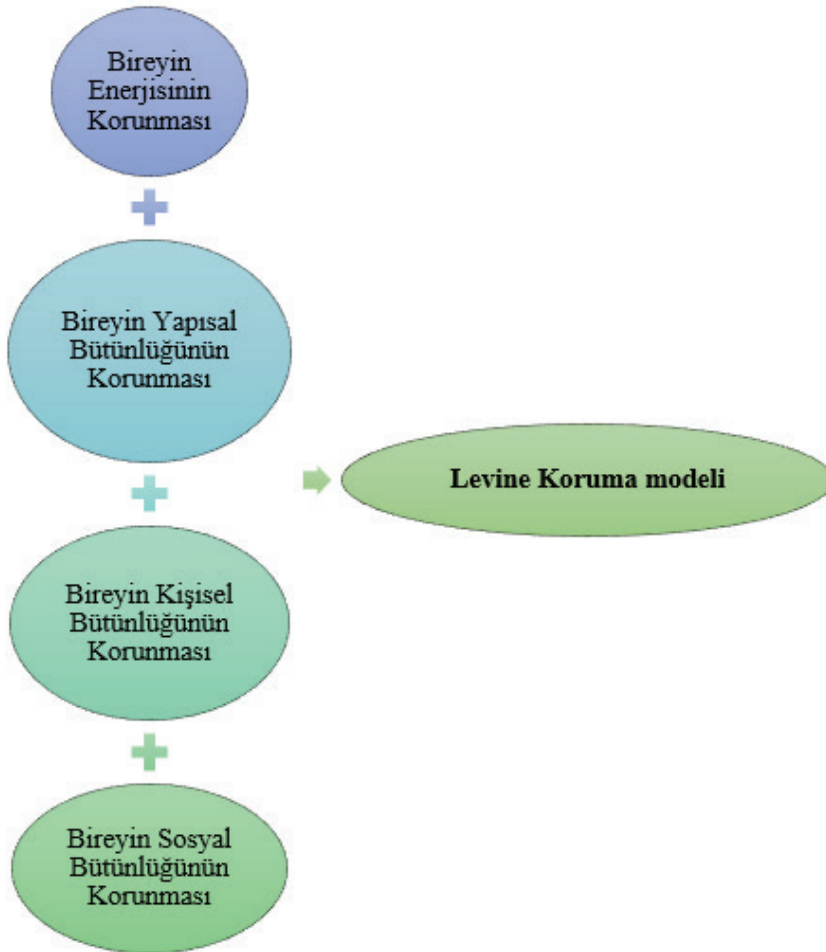 Bireyin
Enerjisinin
Korunması
Bireyin Yapısal
Bütünlüğünün
Korunması
Levine Koruma modeli
Bireyin Kişisel
Bütünlüğünün
Korunması
Bireyin Sosyal
Bütünlüğünün
Korunması